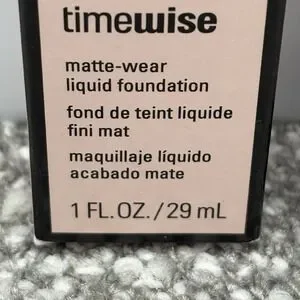 timewise
matte-wear
liquid foundation
fond de teint liquide
fini mat
maquillaje líquido
acabado mate
1 FL.OZ./29 mL